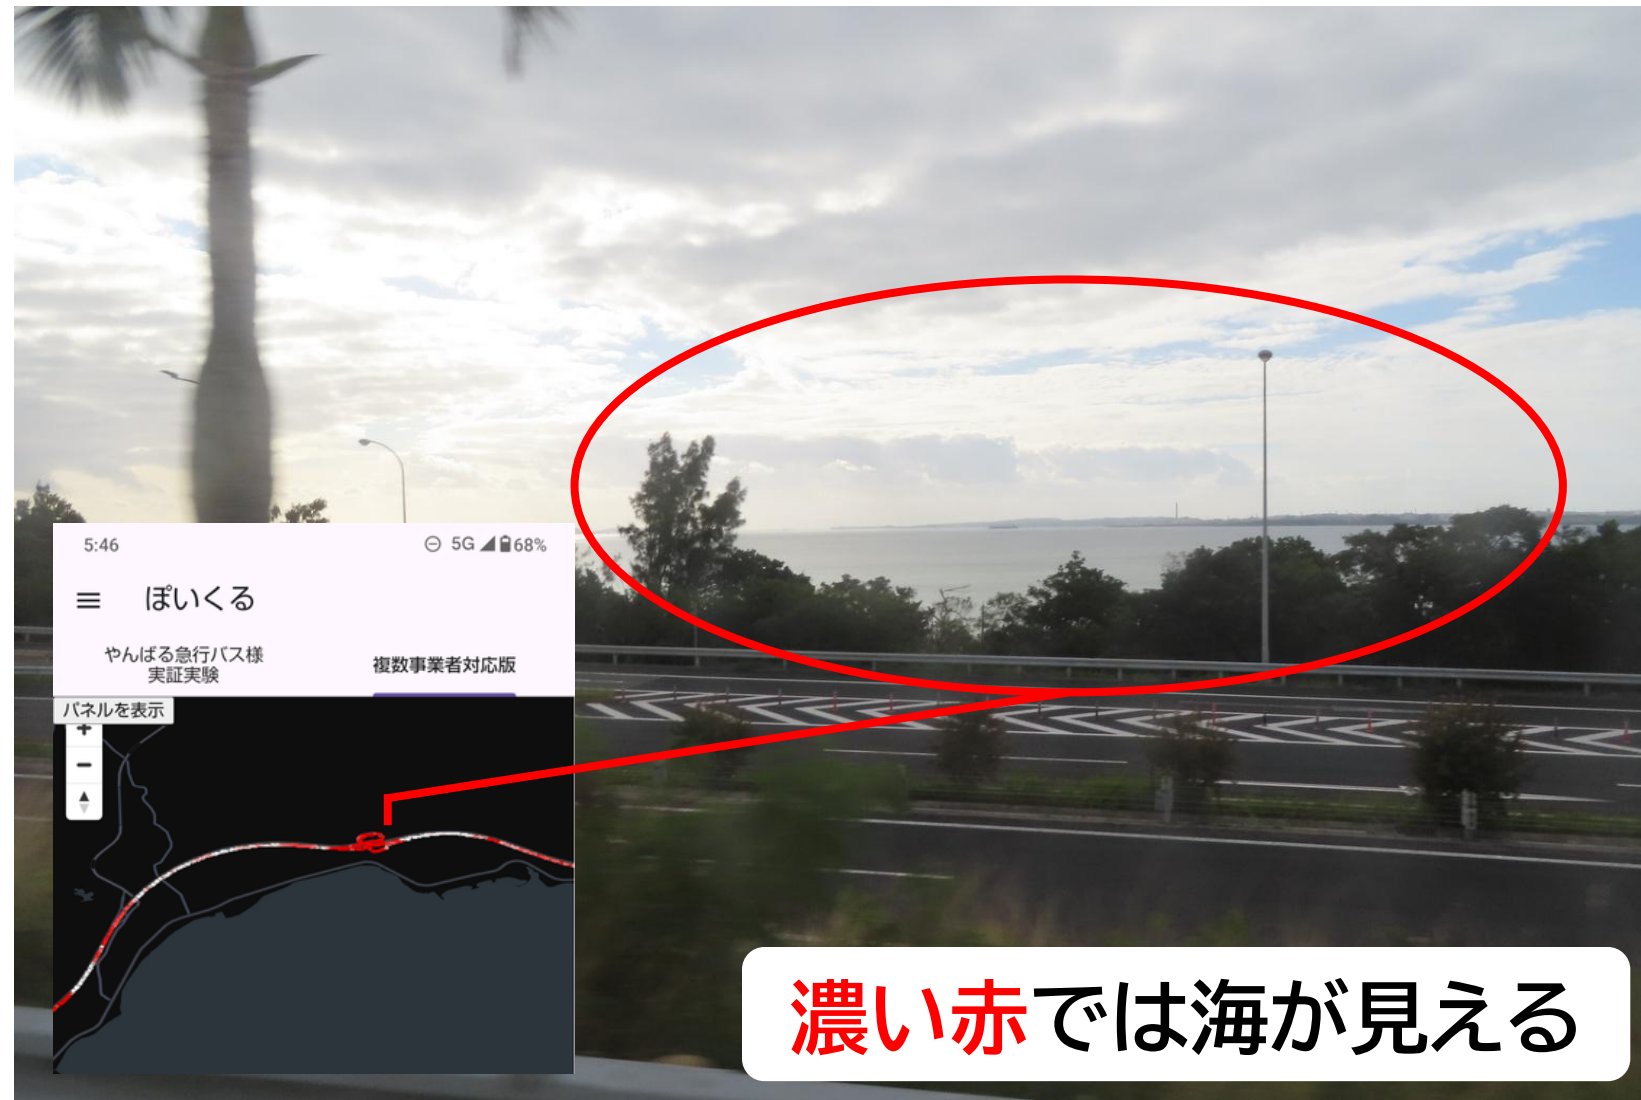 5:46
5G 68%
ぽいくる
やんばる急行バス様
実証実験
複数事業者対応版
パネルを表示
濃い赤では海が見える